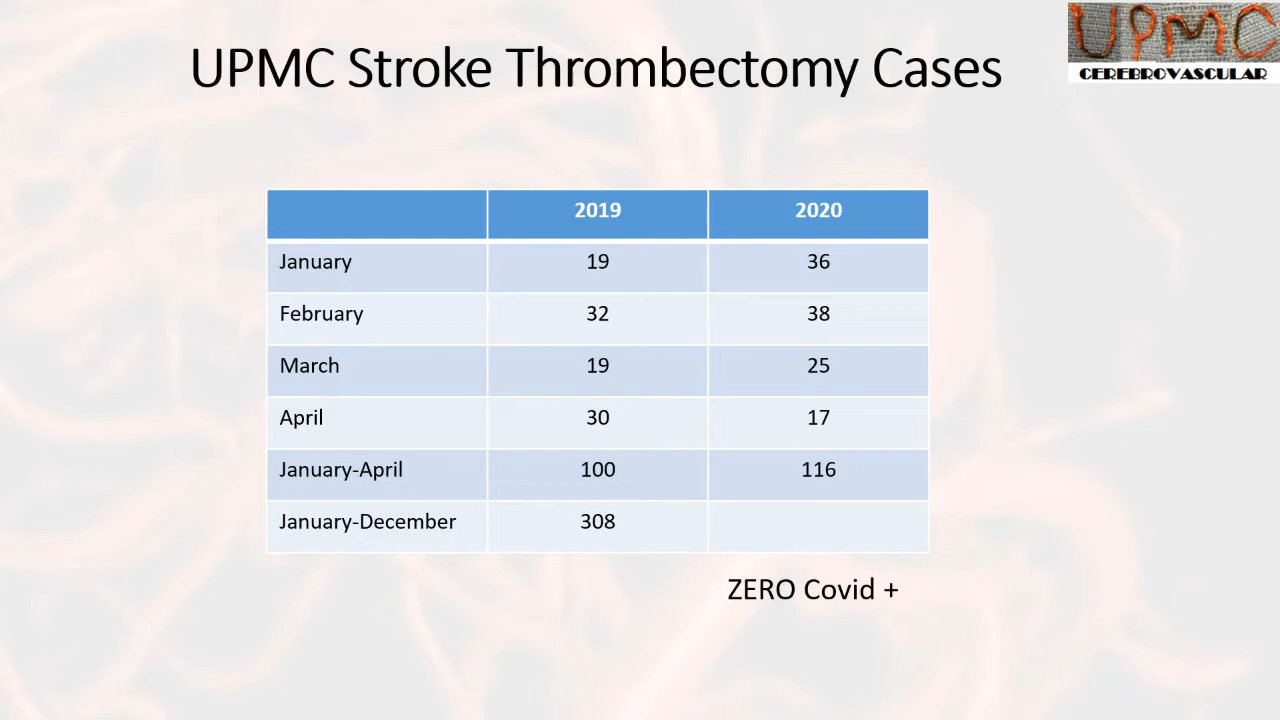 UPMC
CEREBROVASCULAR
UPMC Stroke Thrombectomy Cases
2019 2020
January 19 36
February 32 38
March 19 25
April 30 17
January-April 100 116
January-December 308
ZERO Covid +